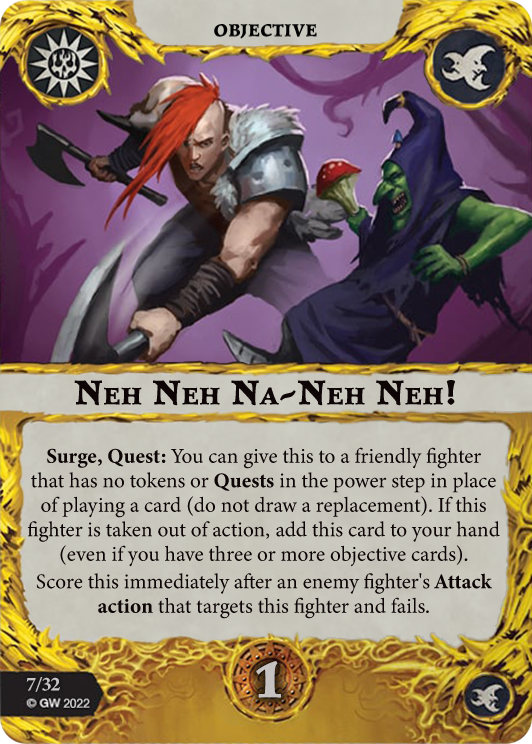 OBJECTIVE
Neh Neh Na-Neh Neh!
Surge, Quest: You can give this to a friendly fighter
that has no tokens or Quests in the power step in place
of playing a card (do not draw a replacement). If this
fighter is taken out of action, add this card to your hand
(even if you have three or more objective cards).
Score this immediately after an enemy fighter's Attack
action that targets this fighter and fails.
1
7/32
© GW 2022